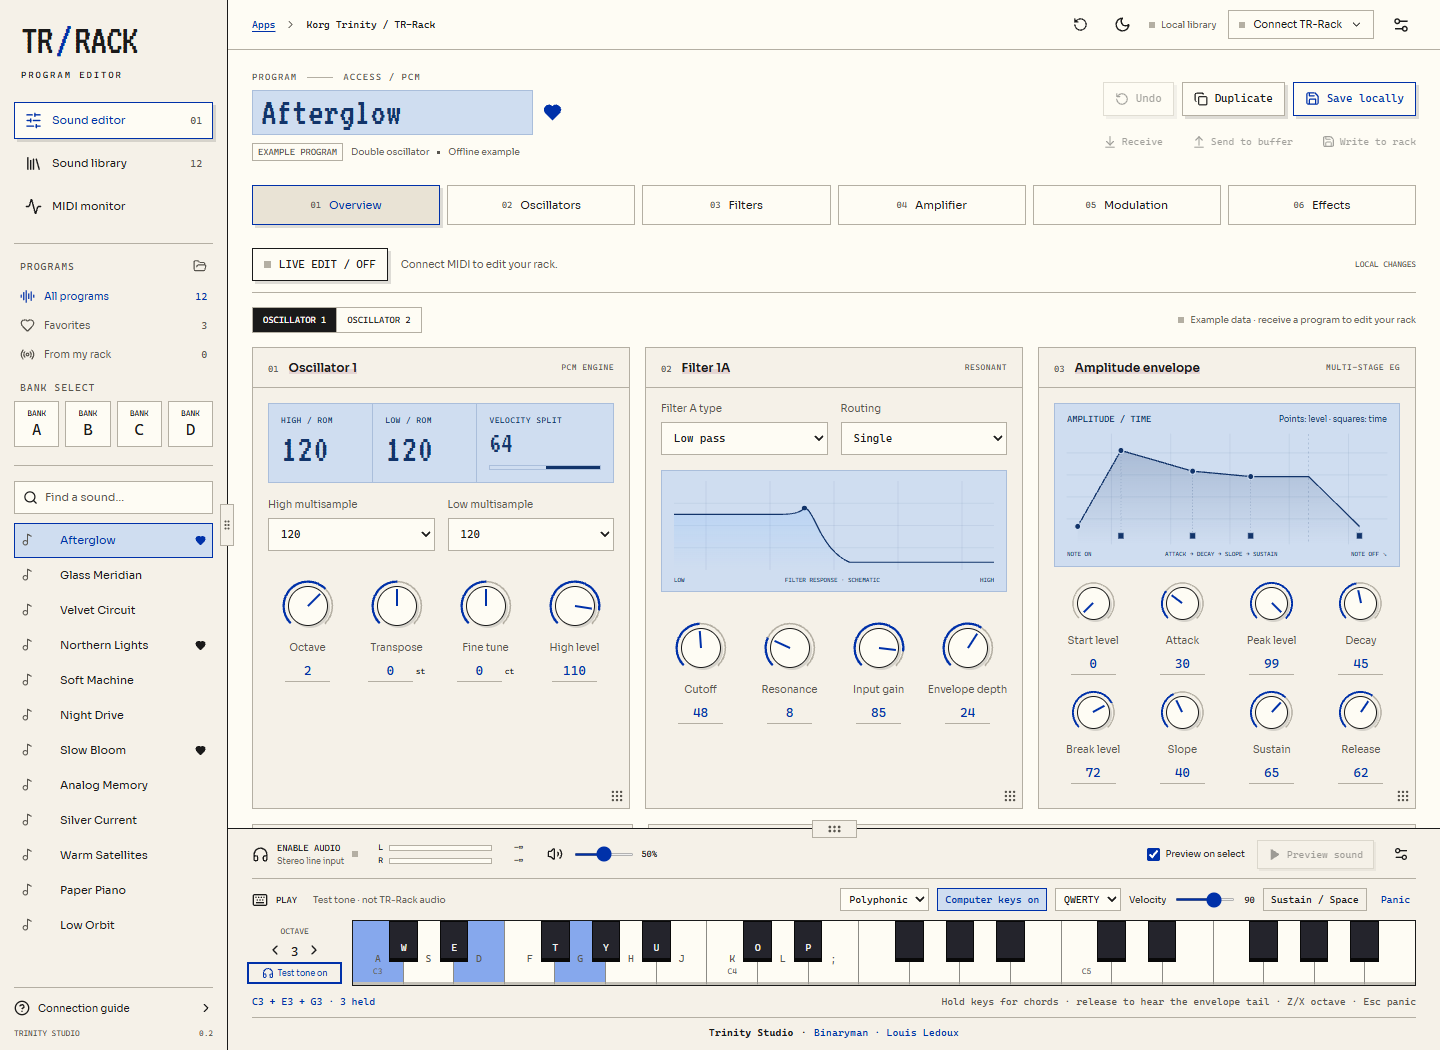 TR/RACK
PROGRAM EDITOR
Sound editor 01
Sound library 12
MIDI monitor
PROGRAMS
All programs 12
Favorites 3
From my rack 0
BANK SELECT
BANK BANK BANK BANK
A B C D
Find a sound...
Afterglow
Glass Meridian
Velvet Circuit
Northern Lights
Soft Machine
Night Drive
Slow Bloom
Analog Memory
Silver Current
Warm Satellites
Paper Piano
Low Orbit
Connection guide
TRINITY STUDIO 0.2
Apps > Korg Trinity / TR-Rack
Local library
Connect TR-Rack
PROGRAM ACCESS / PCM
Afterglow
EXAMPLE PROGRAM Double oscillator ▪ Offline example
Undo Duplicate Save locally
Receive Send to buffer Write to rack
01 Overview 02 Oscillators 03 Filters 04 Amplifier 05 Modulation 06 Effects
LIVE EDIT / OFF Connect MIDI to edit your rack. LOCAL CHANGES
OSCILLATOR 1 OSCILLATOR 2 Example data · receive a program to edit your rack
01 Oscillator 1 PCM ENGINE
HIGH / ROM LOW / ROM VELOCITY SPLIT
120 120 64
High multisample Low multisample
120 120
Octave Transpose Fine tune High level
2 0 st 0 ct 110
02 Filter 1A RESONANT
Filter A type Routing
Low pass Single
LOW FILTER RESPONSE · SCHEMATIC HIGH
Cutoff Resonance Input gain Envelope depth
48 8 85 24
03 Amplitude envelope MULTI-STAGE EG
AMPLITUDE / TIME Points: level · squares: time
NOTE ON ATTACK → DECAY → SLOPE → SUSTAIN NOTE OFF ↘
Start level Attack Peak level Decay
0 30 99 45
Break level Slope Sustain Release
72 40 65 62
ENABLE AUDIO
Stereo line input
L -∞
R -∞
50%
Preview on select Preview sound
PLAY Test tone · not TR-Rack audio
Polyphonic Computer keys on QWERTY Velocity 90 Sustain / Space Panic
OCTAVE
3
Test tone on
W E T Y U O P
A S D F G H J K L ;
C3 C4 C5
C3 + E3 + G3 · 3 held
Hold keys for chords · release to hear the envelope tail · Z/X octave · Esc panic
Trinity Studio · Binaryman · Louis Ledoux